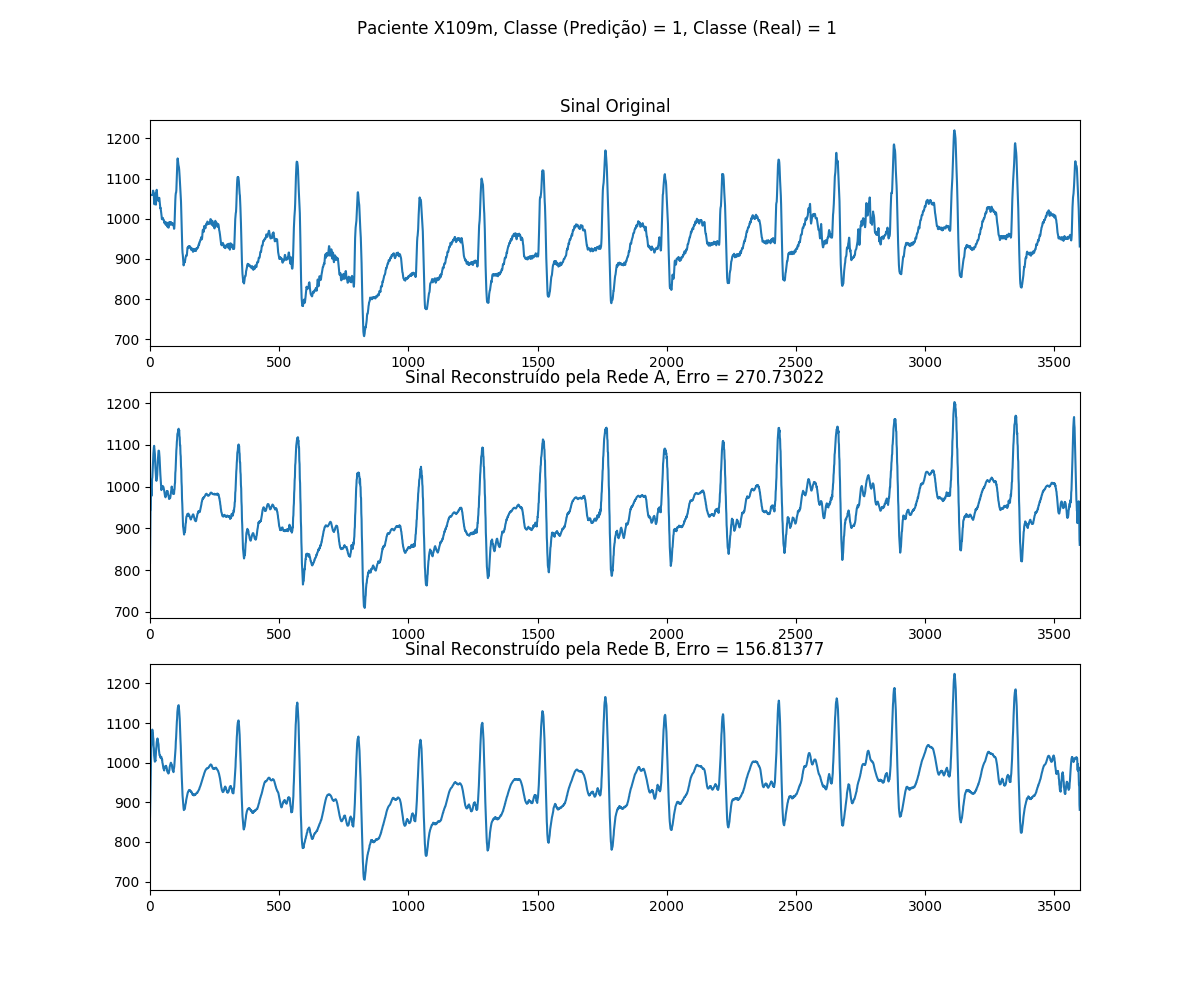 Paciente X109m, Classe (Predição) = 1, Classe (Real) = 1
Sinal Original
1200
1100
1000
900
800
700
0 500 1000 1500 2000 2500 3000 3500
Sinal Reconstruído pela Rede A, Erro = 270.73022
1200
1100
1000
900
800
700
0 500 1000 1500 2000 2500 3000 3500
Sinal Reconstruído pela Rede B, Erro = 156.81377
1200
1100
1000
900
800
700
0 500 1000 1500 2000 2500 3000 3500